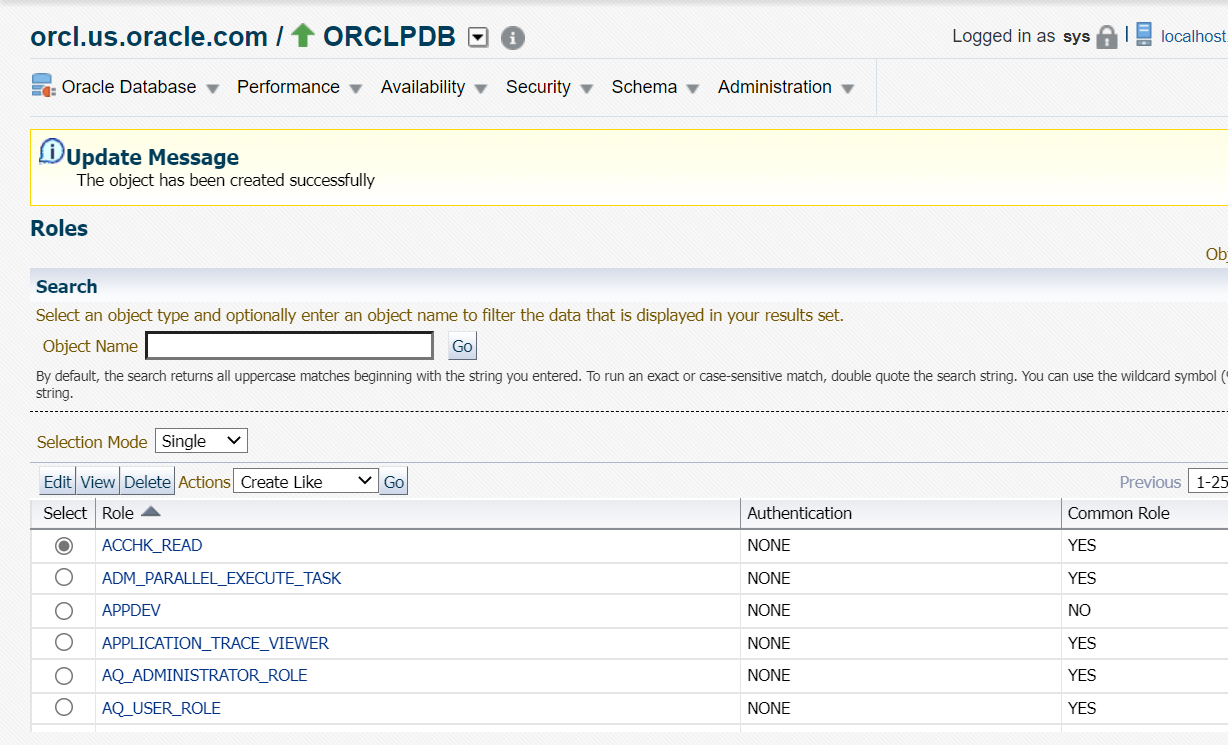 orcl.us.oracle.com / ORCLPDB
Logged in as sys | localhost
Oracle Database Performance Availability Security Schema Administration
Update Message
The object has been created successfully
Roles
Search
Select an object type and optionally enter an object name to filter the data that is displayed in your results set.
Object Name Go
By default, the search returns all uppercase matches beginning with the string you entered. To run an exact or case-sensitive match, double quote the search string. You can use the wildcard symbol (
string.
Selection Mode Single
Edit View Delete Actions Create Like Go Previous 1-25
Select Role Authentication Common Role
ACCHK_READ NONE YES
ADM_PARALLEL_EXECUTE_TASK NONE YES
APPDEV NONE NO
APPLICATION_TRACE_VIEWER NONE YES
AQ_ADMINISTRATOR_ROLE NONE YES
AQ_USER_ROLE NONE YES